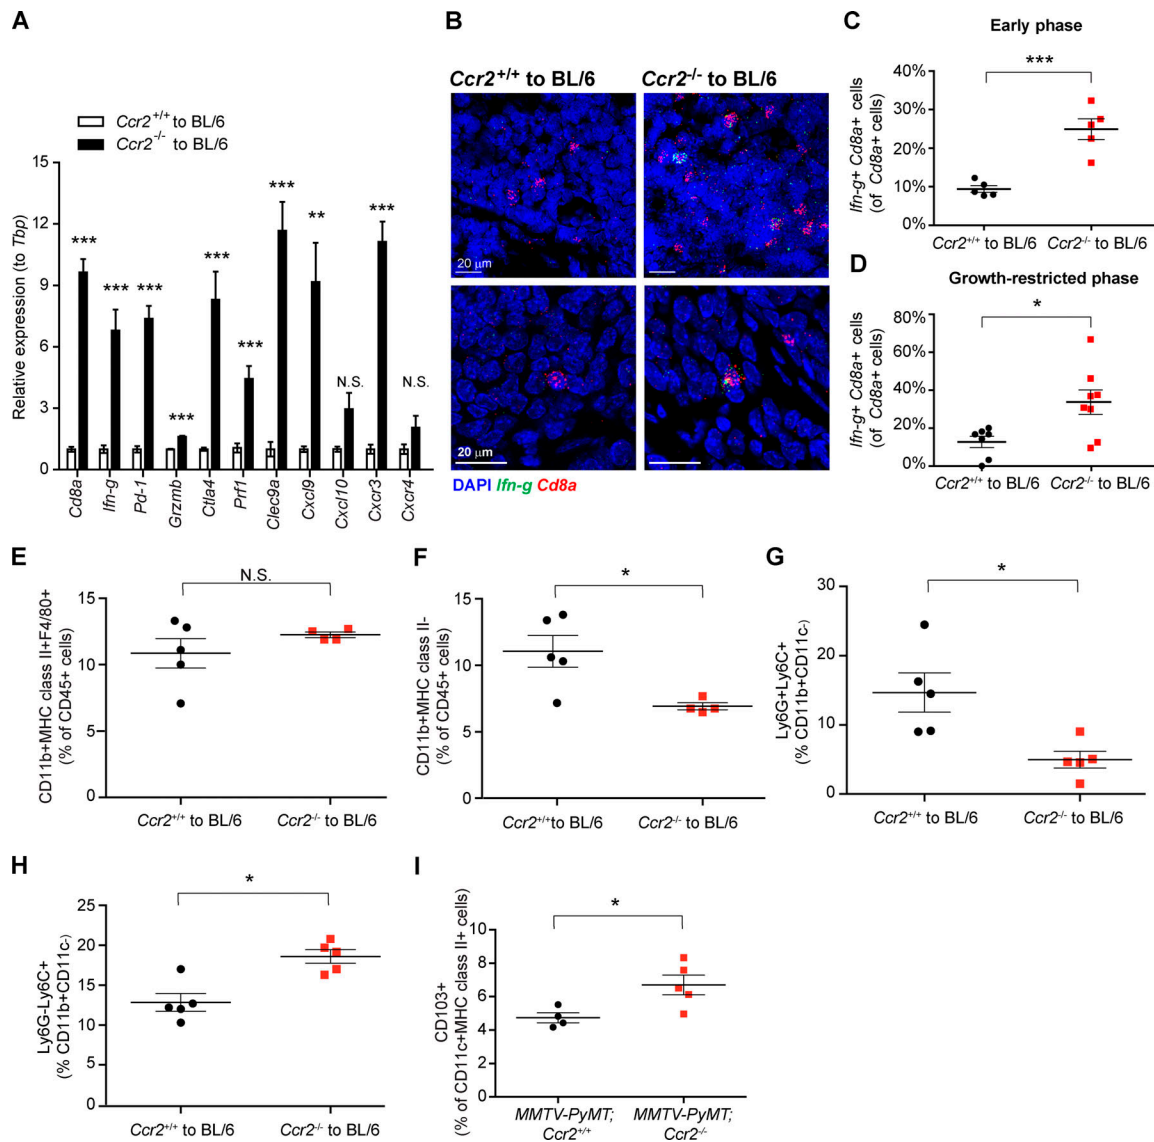 A
Ccr2+/+ to BL/6
Ccr2-/- to BL/6
Relative expression (to Tbp)
15
12
9
6
3
0
***
***
***
***
***
***
***
**
N.S.
***
N.S.
Cd8a
Ifn-g
Pd-1
Grzmb
Ctla4
Prf1
Clec9a
Cxcl9
Cxcl10
Cxcr3
Cxcr4
B
Ccr2+/+ to BL/6
Ccr2-/- to BL/6
20 μm
20 μm
DAPI Ifn-g Cd8a
C
Early phase
***
Ifn-g+ Cd8a+ cells
(of Cd8a+ cells)
40%
30%
20%
10%
0%
Ccr2+/+ to BL/6
Ccr2-/- to BL/6
D
Growth-restricted phase
*
Ifn-g+ Cd8a+ cells
(of Cd8a+ cells)
80%
60%
40%
20%
0%
Ccr2+/+ to BL/6
Ccr2-/- to BL/6
E
N.S.
CD11b+MHC class II+F4/80+
(% of CD45+ cells)
15
10
5
0
Ccr2+/+ to BL/6
Ccr2-/- to BL/6
F
*
CD11b+MHC class II-
(% of CD45+ cells)
15
10
5
0
Ccr2+/+to BL/6
Ccr2-/- to BL/6
G
*
Ly6G+Ly6C+
(% CD11b+CD11c-)
30
20
10
0
Ccr2+/+ to BL/6
Ccr2-/- to BL/6
H
*
Ly6G-Ly6C+
(% CD11b+CD11c-)
25
20
15
10
5
0
Ccr2+/+ to BL/6
Ccr2-/- to BL/6
I
*
CD103+
(% of CD11c+MHC class II+ cells)
10
8
6
4
2
0
MMTV-PyMT;
Ccr2+/+
MMTV-PyMT;
Ccr2-/-